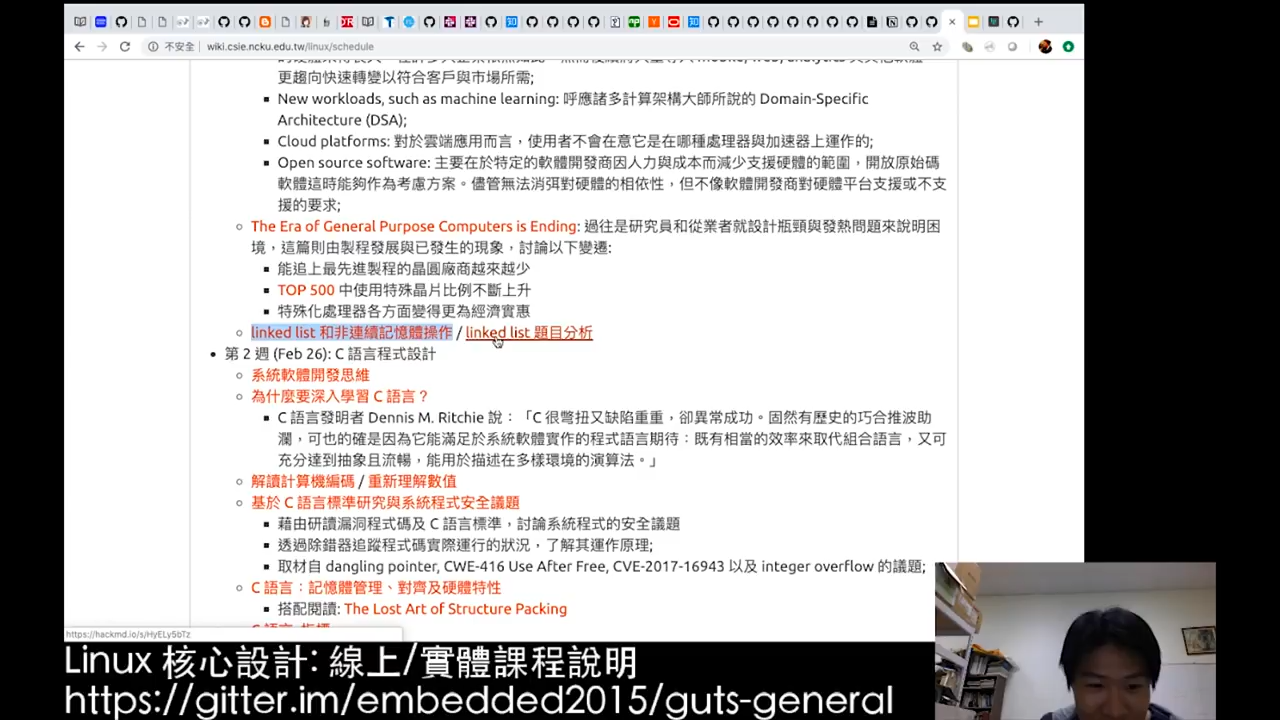 不安全 wiki.csie.ncku.edu.tw/linux/schedule
更趨向快速轉變以符合客戶與市場所需;
New workloads, such as machine learning: 呼應諸多計算架構大師所說的 Domain-Specific
Architecture (DSA);
Cloud platforms: 對於雲端應用而言，使用者不會在意它是在哪種處理器與加速器上運作的;
Open source software: 主要在於特定的軟體開發商因人力與成本而減少支援硬體的範圍，開放原始碼
軟體這時能夠作為考慮方案。儘管無法消弭對硬體的相依性，但不像軟體開發商對硬體平台支援或不支
援的要求;
The Era of General Purpose Computers is Ending: 過往是研究員和從業者就設計瓶頸與發熱問題來說明困
境，這篇則由製程發展與已發生的現象，討論以下變遷:
能追上最先進製程的晶圓廠商越來越少
TOP 500 中使用特殊晶片比例不斷上升
特殊化處理器各方面變得更為經濟實惠
linked list 和非連續記憶體操作 / linked list 題目分析
第 2 週 (Feb 26): C 語言程式設計
系統軟體開發思維
為什麼要深入學習 C 語言？
C 語言發明者 Dennis M. Ritchie 說：「C 很彆扭又缺陷重重，卻異常成功。固然有歷史的巧合推波助
瀾，可也的確是因為它能滿足於系統軟體實作的程式語言期待：既有相當的效率來取代組合語言，又可
充分達到抽象且流暢，能用於描述在多樣環境的演算法。」
解讀計算機編碼 / 重新理解數值
基於 C 語言標準研究與系統程式安全議題
藉由研讀漏洞程式碼及 C 語言標準，討論系統程式的安全議題
透過除錯器追蹤程式碼實際運行的狀況，了解其運作原理;
取材自 dangling pointer, CWE-416 Use After Free, CVE-2017-16943 以及 integer overflow 的議題;
C 語言：記憶體管理、對齊及硬體特性
搭配閱讀: The Lost Art of Structure Packing
https://hackmd.io/s/HyELy5bTz
Linux 核心設計: 線上/實體課程說明
https://gitter.im/embedded2015/guts-general